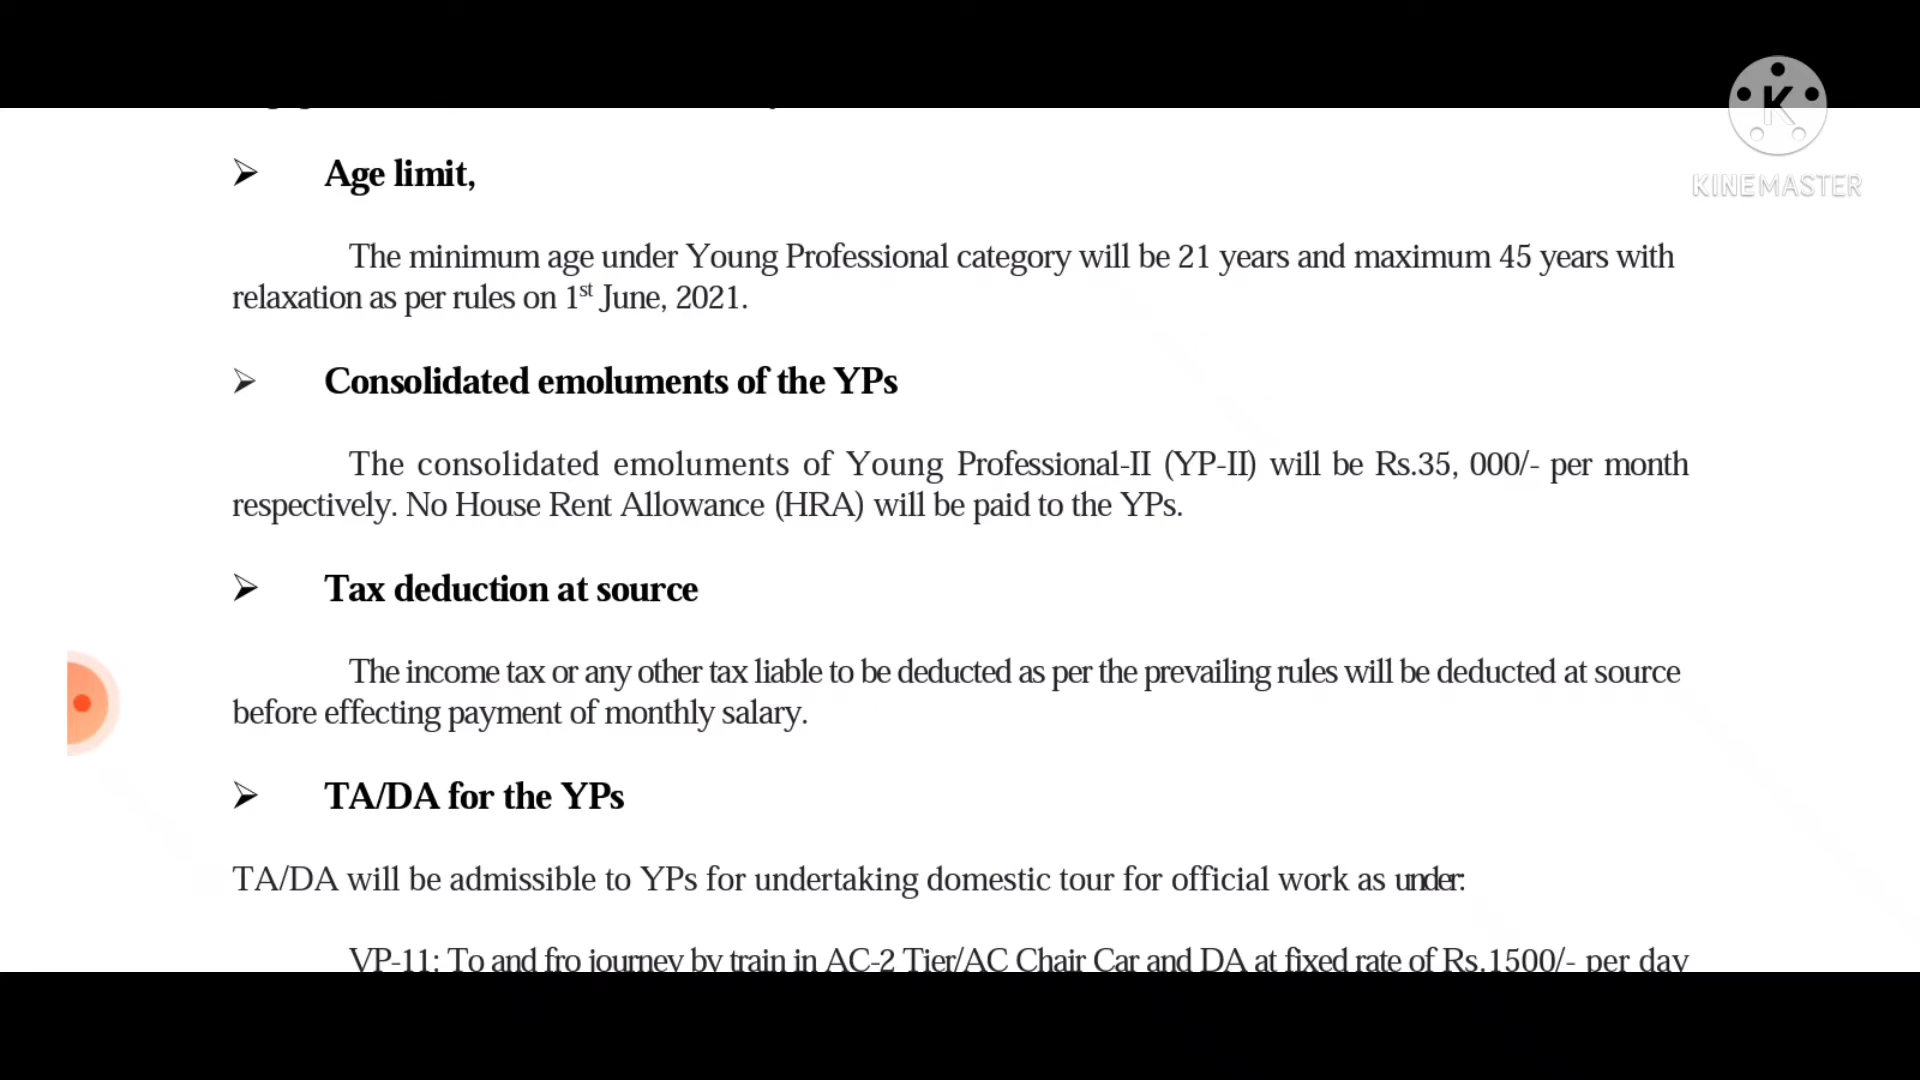 K
KINEMASTER
➢ Age limit,
The minimum age under Young Professional category will be 21 years and maximum 45 years with
relaxation as per rules on 1st June, 2021.
➢ Consolidated emoluments of the YPs
The consolidated emoluments of Young Professional-II (YP-II) will be Rs.35, 000/- per month
respectively. No House Rent Allowance (HRA) will be paid to the YPs.
➢ Tax deduction at source
The income tax or any other tax liable to be deducted as per the prevailing rules will be deducted at source
before effecting payment of monthly salary.
➢ TA/DA for the YPs
TA/DA will be admissible to YPs for undertaking domestic tour for official work as under:
VP-11: To and fro journey by train in AC-2 Tier/AC Chair Car and DA at fixed rate of Rs.1500/- per day